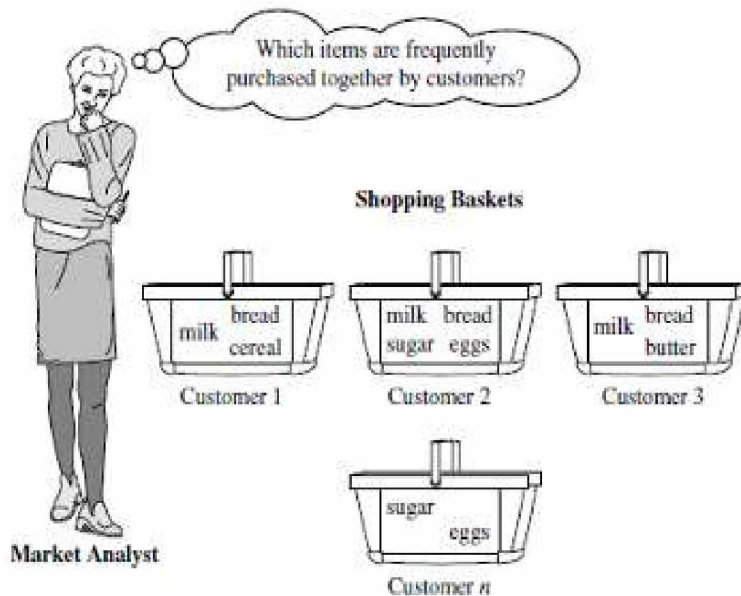 Which items are frequently
purchased together by customers?
Shopping Baskets
milk bread
cereal
Customer 1
milk bread
sugar eggs
Customer 2
milk bread
butter
Customer 3
sugar
eggs
Customer n
Market Analyst